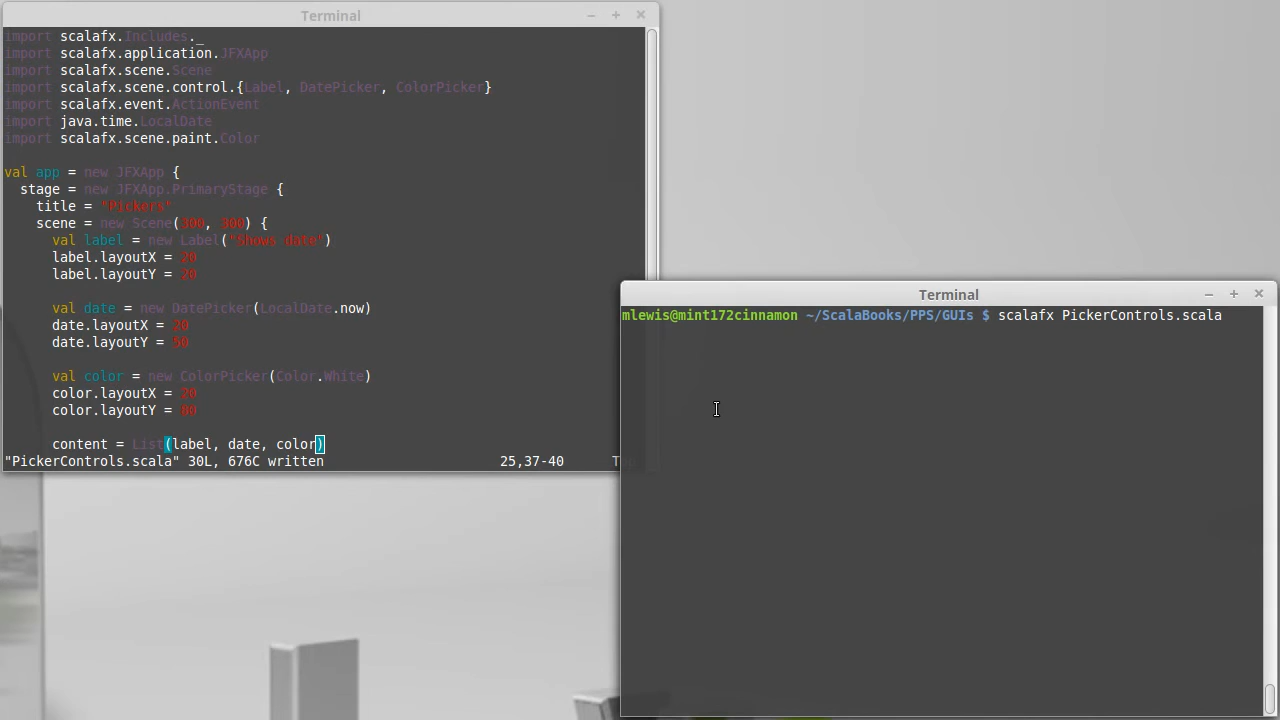 Terminal
import scalafx.Includes._
import scalafx.application.JFXApp
import scalafx.scene.Scene
import scalafx.scene.control.{Label, DatePicker, ColorPicker}
import scalafx.event.ActionEvent
import java.time.LocalDate
import scalafx.scene.paint.Color
val app = new JFXApp {
  stage = new JFXApp.PrimaryStage {
    title = "Pickers"
    scene = new Scene(300, 300) {
      val label = new Label("Shows date")
      label.layoutX = 20
      label.layoutY = 20
      val date = new DatePicker(LocalDate.now)
      date.layoutX = 20
      date.layoutY = 50
      val color = new ColorPicker(Color.White)
      color.layoutX = 20
      color.layoutY = 80
      content = List(label, date, color)
"PickerControls.scala" 30L, 676C written 25,37-40
Terminal
mlewis@mint172cinnamon ~/ScalaBooks/PPS/GUIs $ scalafx PickerControls.scala